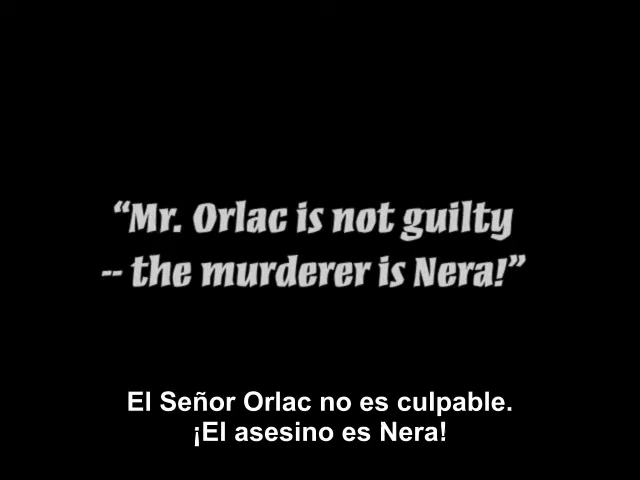 “Mr. Orlac is not guilty
-- the murderer is Nera!”
El Señor Orlac no es culpable.
¡El asesino es Nera!